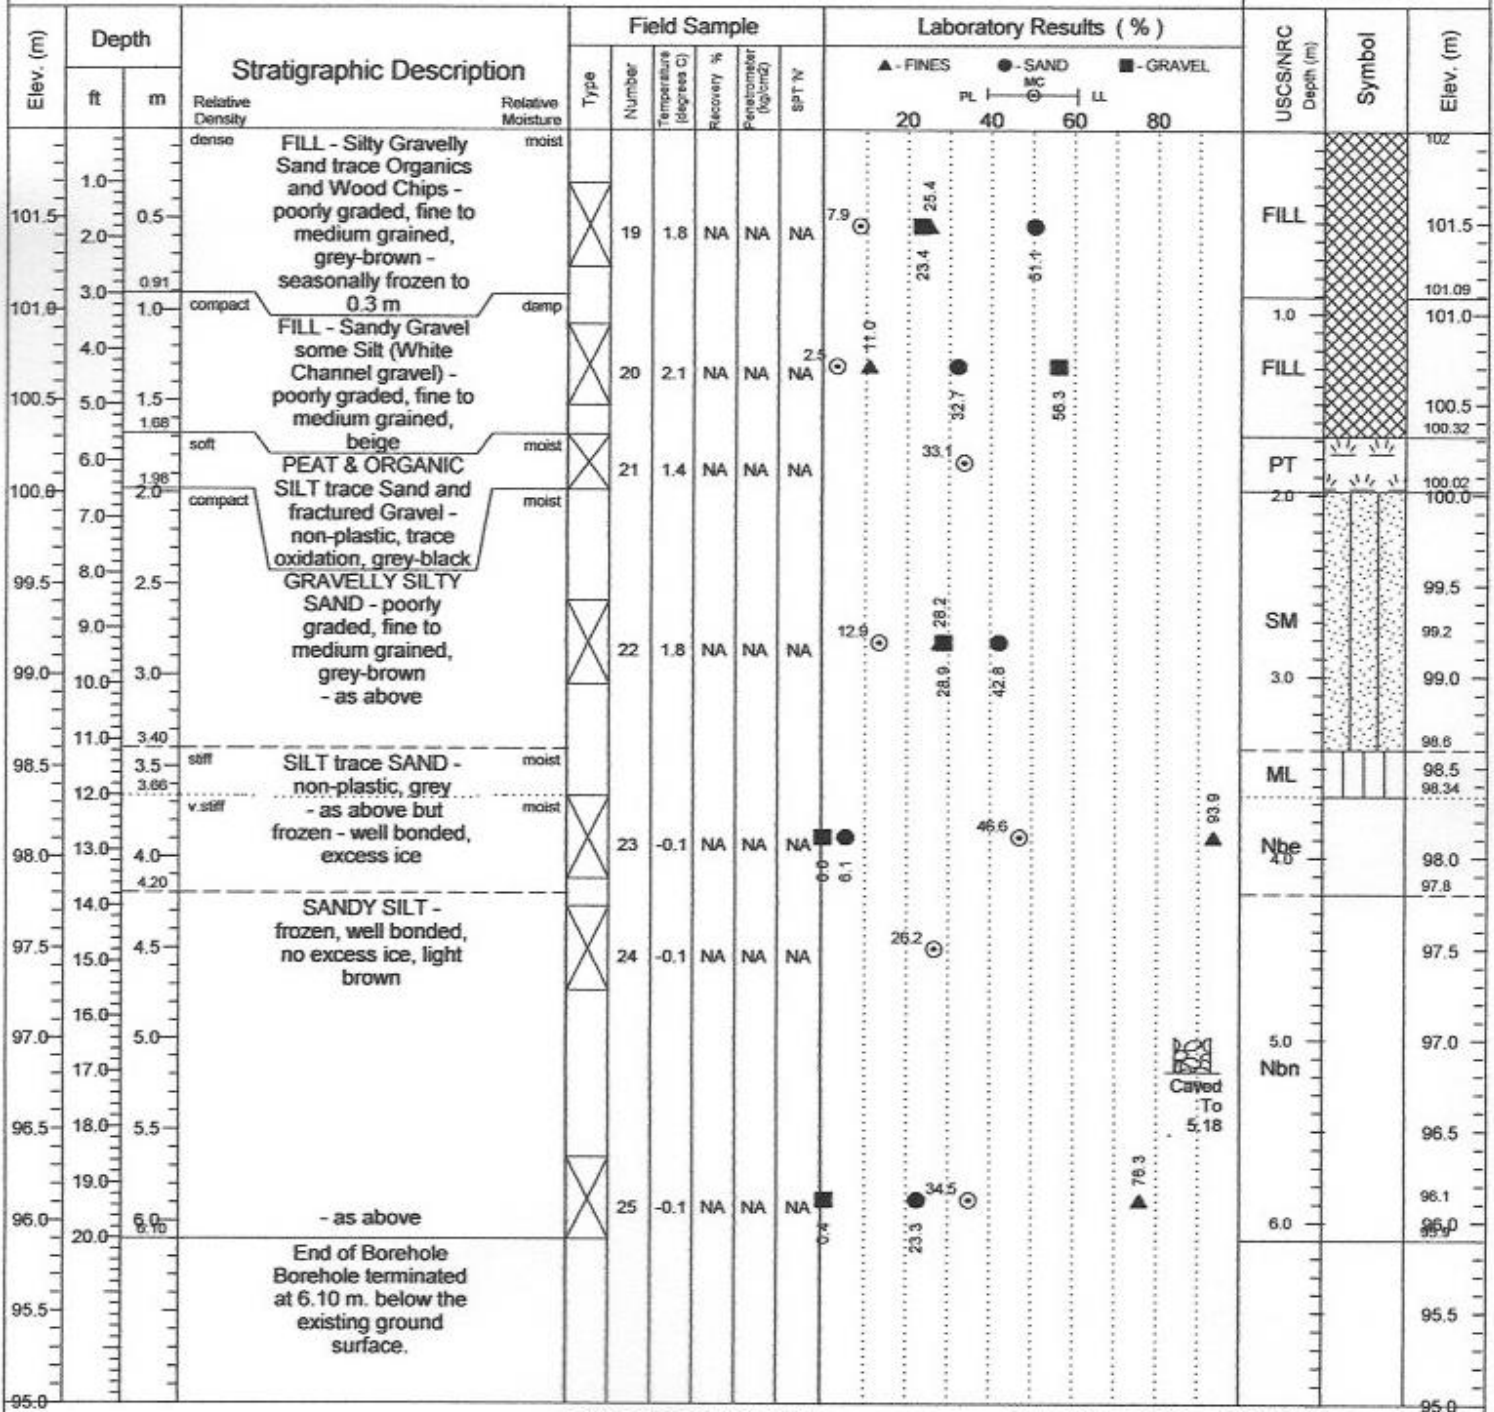 Elev. (m)
Depth
ft
m
Stratigraphic Description
Relative
Density
Relative
Moisture
Field Sample
Type
Number
Temperature
(degrees C)
Recovery %
Penetrometer
(kg/cm2)
SPT 'N'
Laboratory Results ( % )
- FINES
- SAND
- GRAVEL
PL
MC
LL
20
40
60
80
USCS/NRC
Depth (m)
Symbol
Elev. (m)
dense
moist
FILL - Silty Gravelly
Sand trace Organics
and Wood Chips -
poorly graded, fine to
medium grained,
grey-brown -
seasonally frozen to
0.3 m
19 1.8 NA NA NA
7.9
25.4
23.4
51.1
FILL
compact
damp
FILL - Sandy Gravel
some Silt (White
Channel gravel) -
poorly graded, fine to
medium grained,
beige
20 2.1 NA NA NA
2.5
11.0
32.7
56.3
FILL
soft
moist
PEAT & ORGANIC
SILT trace Sand and
fractured Gravel -
non-plastic, trace
oxidation, grey-black
21 1.4 NA NA NA
33.1
PT
compact
moist
GRAVELLY SILTY
SAND - poorly
graded, fine to
medium grained,
grey-brown
- as above
22 1.8 NA NA NA
12.9
28.2
28.9
42.8
SM
stiff
moist
SILT trace SAND -
non-plastic, grey
ML
v.stiff
moist
- as above but
frozen - well bonded,
excess ice
23 -0.1 NA NA NA
0.0
6.1
46.6
93.9
Nbe
SANDY SILT -
frozen, well bonded,
no excess ice, light
brown
24 -0.1 NA NA NA
26.2
Nbn
Caved
To
5.18
- as above
25 -0.1 NA NA NA
0.4
23.3
34.5
76.3
End of Borehole
Borehole terminated
at 6.10 m. below the
existing ground
surface.
101.5
101.0
100.5
100.0
99.5
99.0
98.5
98.0
97.5
97.0
96.5
96.0
95.5
95.0
1.0
2.0
3.0
4.0
5.0
6.0
7.0
8.0
9.0
10.0
11.0
12.0
13.0
14.0
15.0
16.0
17.0
18.0
19.0
20.0
0.5
0.91
1.0
1.5
1.68
1.98
2.0
2.5
3.0
3.40
3.5
3.66
4.0
4.20
4.5
5.0
5.5
6.0
6.10
1.0
2.0
3.0
4.0
5.0
6.0
102
101.5
101.09
101.0
100.5
100.32
100.02
100.0
99.5
99.2
99.0
98.6
98.5
98.34
98.0
97.8
97.5
97.0
96.5
96.1
96.0
95.9
95.5
95.0